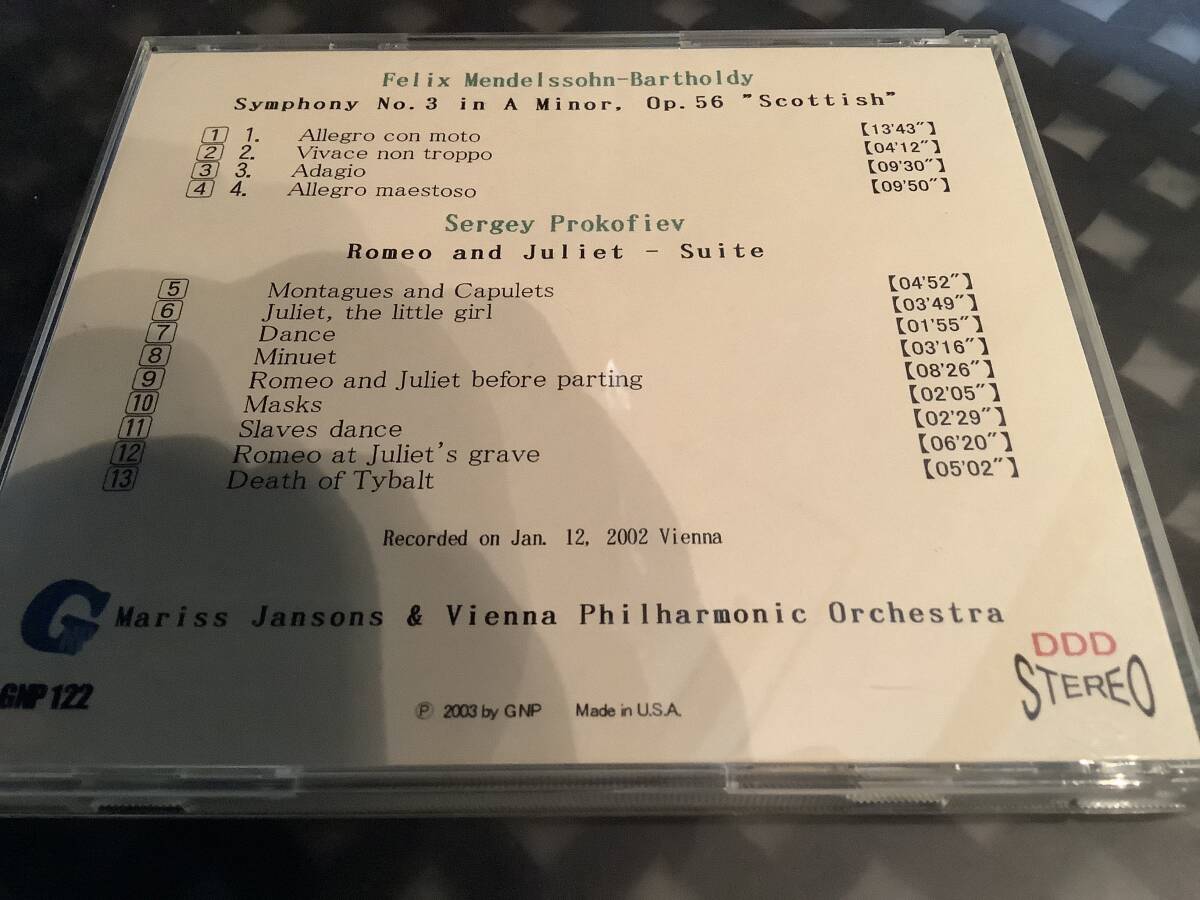 Felix Mendelssohn-Bartholdy
Symphony No.3 in A Minor, Op.56 "Scottish"
1 1. Allegro con moto 【13'43"】
2 2. Vivace non troppo 【04'12"】
3 3. Adagio 【09'30"】
4 4. Allegro maestoso 【09'50"】
Sergey Prokofiev
Romeo and Juliet - Suite
5 Montagues and Capulets 【04'52"】
6 Juliet, the little girl 【03'49"】
7 Dance 【01'55"】
8 Minuet 【03'16"】
9 Romeo and Juliet before parting 【08'26"】
10 Masks 【02'05"】
11 Slaves dance 【02'29"】
12 Romeo at Juliet's grave 【06'20"】
13 Death of Tybalt 【05'02"】
Recorded on Jan. 12, 2002 Vienna
GNP
Mariss Jansons & Vienna Philharmonic Orchestra
DDD
STEREO
GNP 122
℗ 2003 by GNP Made in U.S.A.